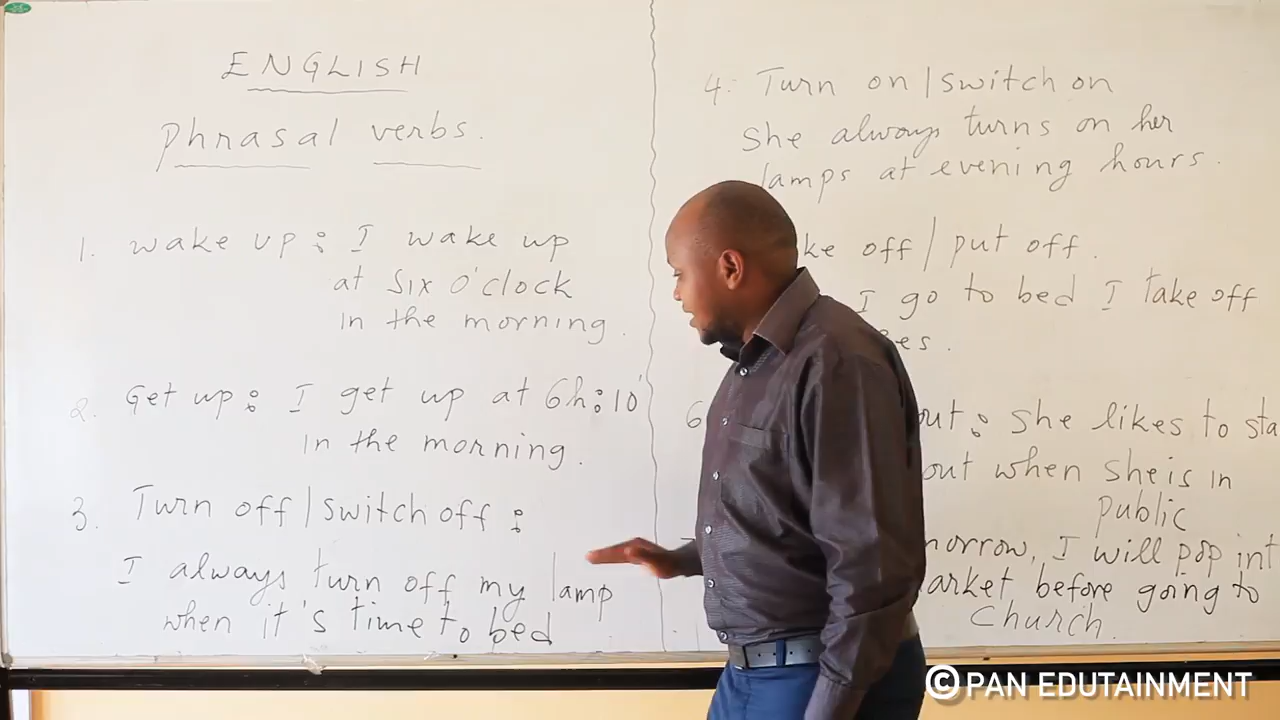 ENGLISH
Phrasal verbs.
1. wake up: I wake up
at Six O'clock
in the morning.
2. Get up: I get up at 6h:10'
in the morning.
3. Turn off/switch off:
I always turn off my lamp
when it's time to bed
4. Turn on/switch on
She always turns on her
lamps at evening hours.
ke off/put off.
I go to bed I take off
es.
6 out: She likes to sta
out when she is in
public
morrow, I will pop int
arket, before going to
Church.
©PAN EDUTAINMENT